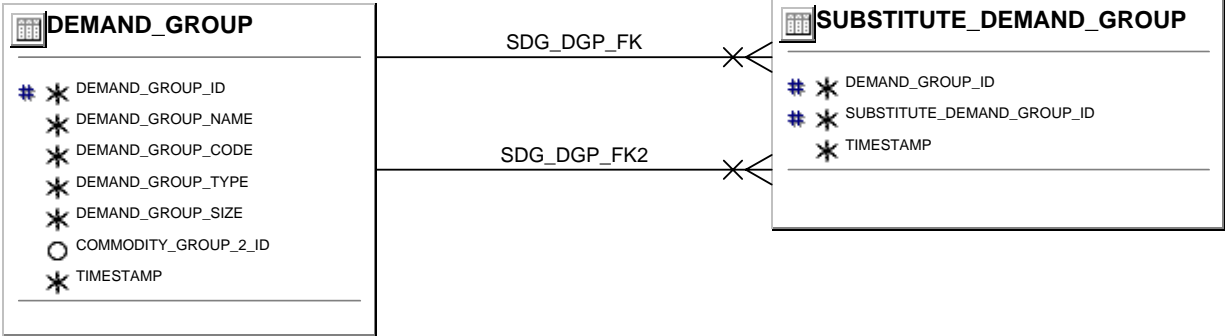 DEMAND_GROUP
# * DEMAND_GROUP_ID
* DEMAND_GROUP_NAME
* DEMAND_GROUP_CODE
* DEMAND_GROUP_TYPE
* DEMAND_GROUP_SIZE
O COMMODITY_GROUP_2_ID
* TIMESTAMP
SDG_DGP_FK
SDG_DGP_FK2
SUBSTITUTE_DEMAND_GROUP
# * DEMAND_GROUP_ID
# * SUBSTITUTE_DEMAND_GROUP_ID
* TIMESTAMP